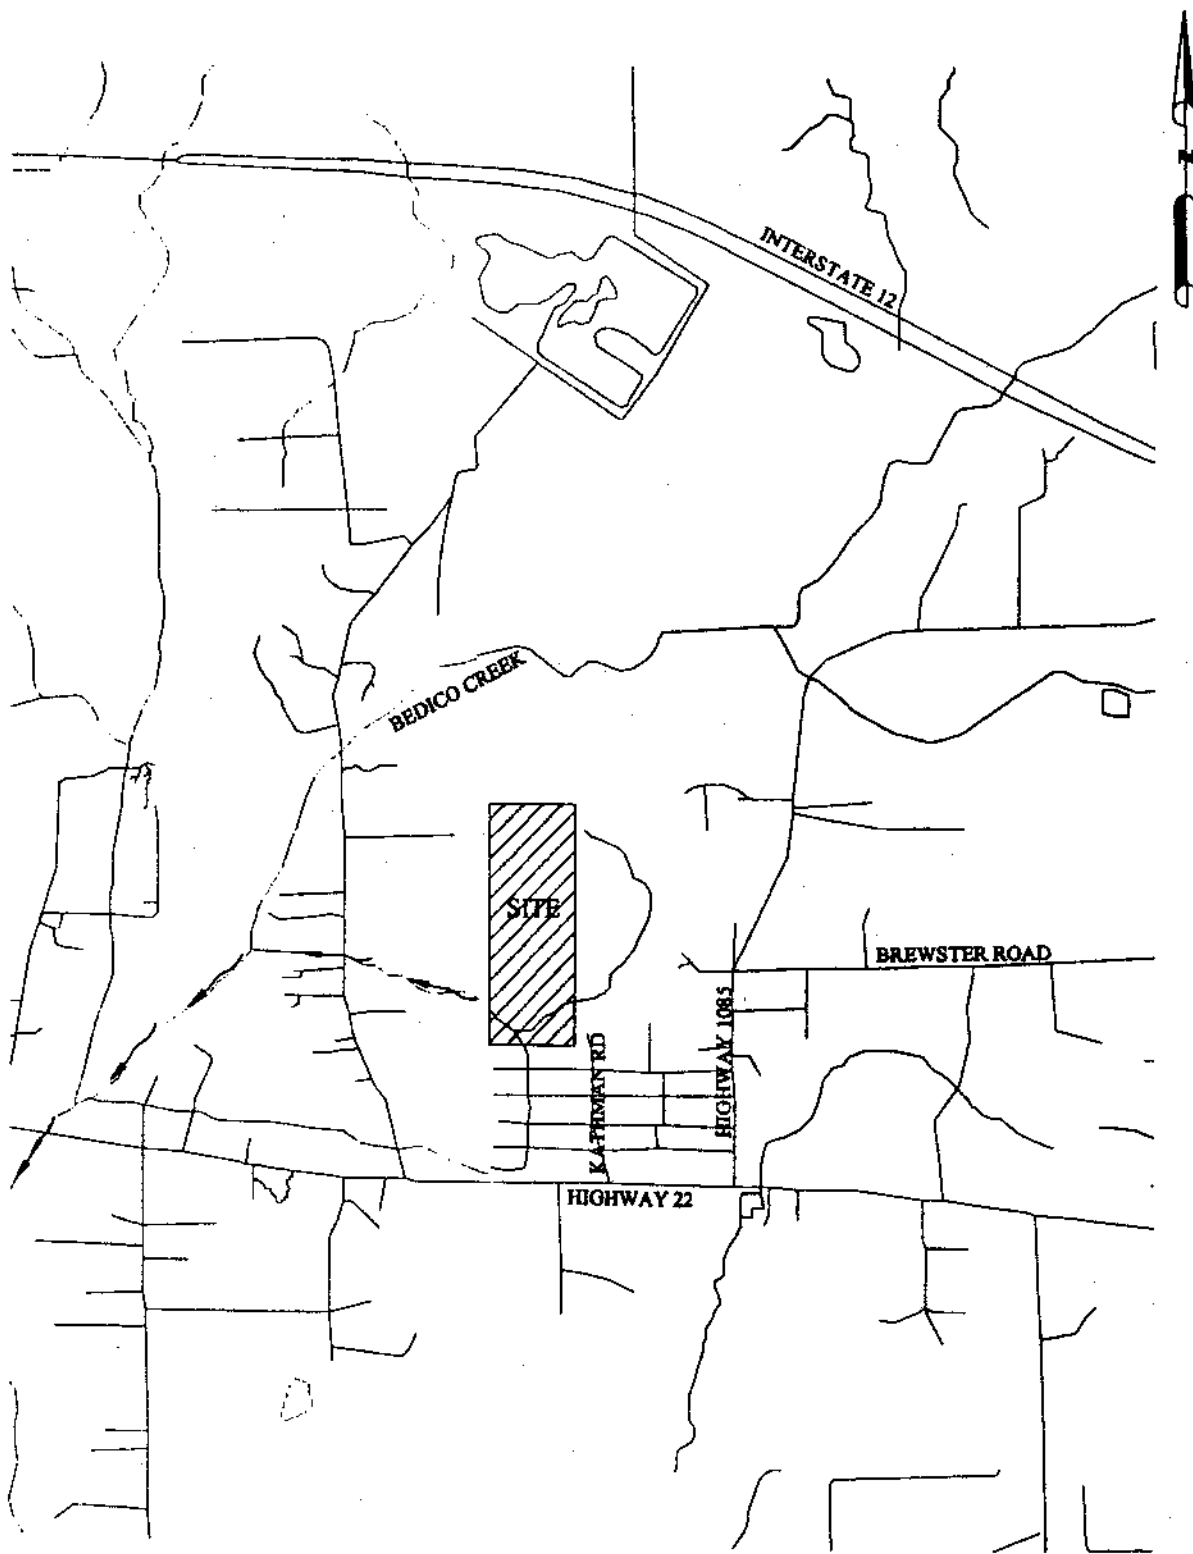 INTERSTATE 12
BEDICO CREEK
SITE
BREWSTER ROAD
HIGHWAY 1085
KATHMAN RD
HIGHWAY 22